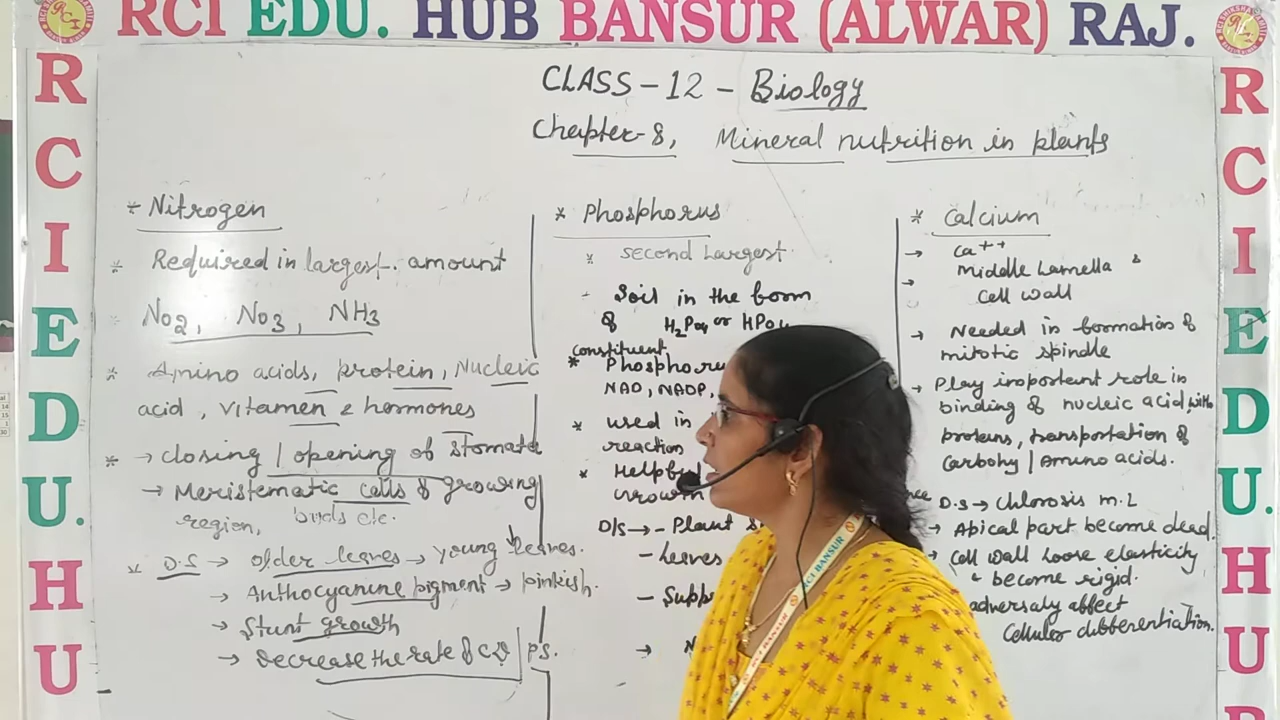 RCI EDU. HUB BANSUR (ALWAR) RAJ.
R
C
I
E
D
U.
H
U
CLASS-12-Biology
Chapter-8, Mineral nutrition in plants
* Nitrogen
* Required in largest. amount
NO2, NO3, NH3
* Amino acids, protein, Nucleic
acid, Vitamen & hormones
* → closing | opening of stomata
→ Meristematic cells & growing
region, buds etc.
* D.S → older leaves → young leaves.
→ Anthocyanine pigment → pinkish.
→ Stunt growth
→ Decrease the rate of
P.S.
* Phosphorus
* second Largest.
- Soil in the form
of H2PO4 or HPO4
constituent
* Phosphoru
NAD, NADP,
* used in
reaction
* Helpful
Growth
D/S → - Plant s
- Leaves
- Supp
→ N
* Calcium
→ Ca++
→ Middle Lamella &
Cell wall
→ Needed in formation of
mitotic spindle
→ Play important role in
binding of nucleic acid with
proteins, transportation of
Carbohy | Amino acids.
D.S → Chlorosis m.L
→ Apical part become dead.
→ Cell wall Loose elasticity
& become rigid.
adversaly affect
Celluler differentiation.
RCI BANSUR
R
C
I
E
D
U.
H
U